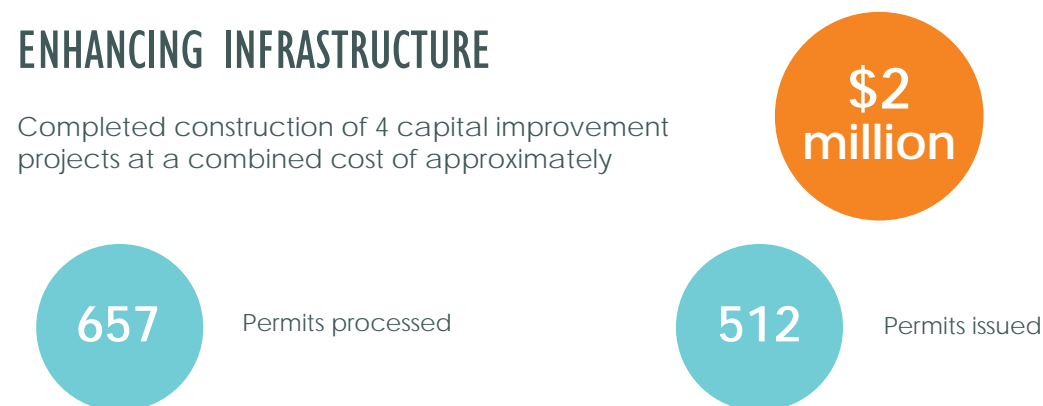 ENHANCING INFRASTRUCTURE
Completed construction of 4 capital improvement
projects at a combined cost of approximately
$2
million
657
Permits processed
512
Permits issued